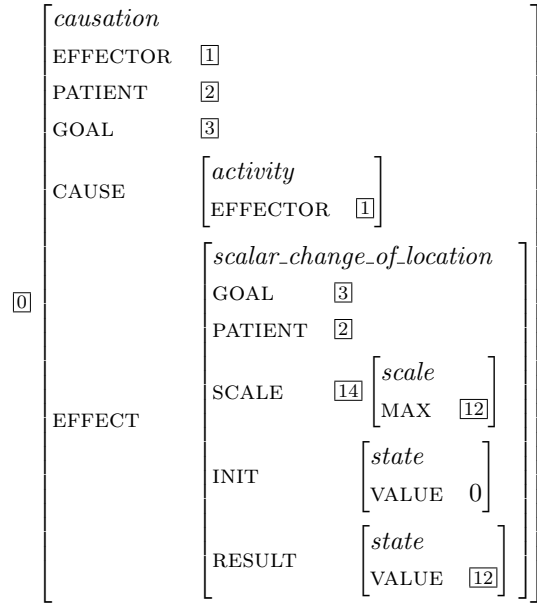 causation
EFFECTOR 1
PATIENT 2
GOAL 3
CAUSE
activity
EFFECTOR 1
0
EFFECT
scalar_change_of_location
GOAL 3
PATIENT 2
SCALE 14
scale
MAX 12
INIT
state
VALUE 0
RESULT
state
VALUE 12